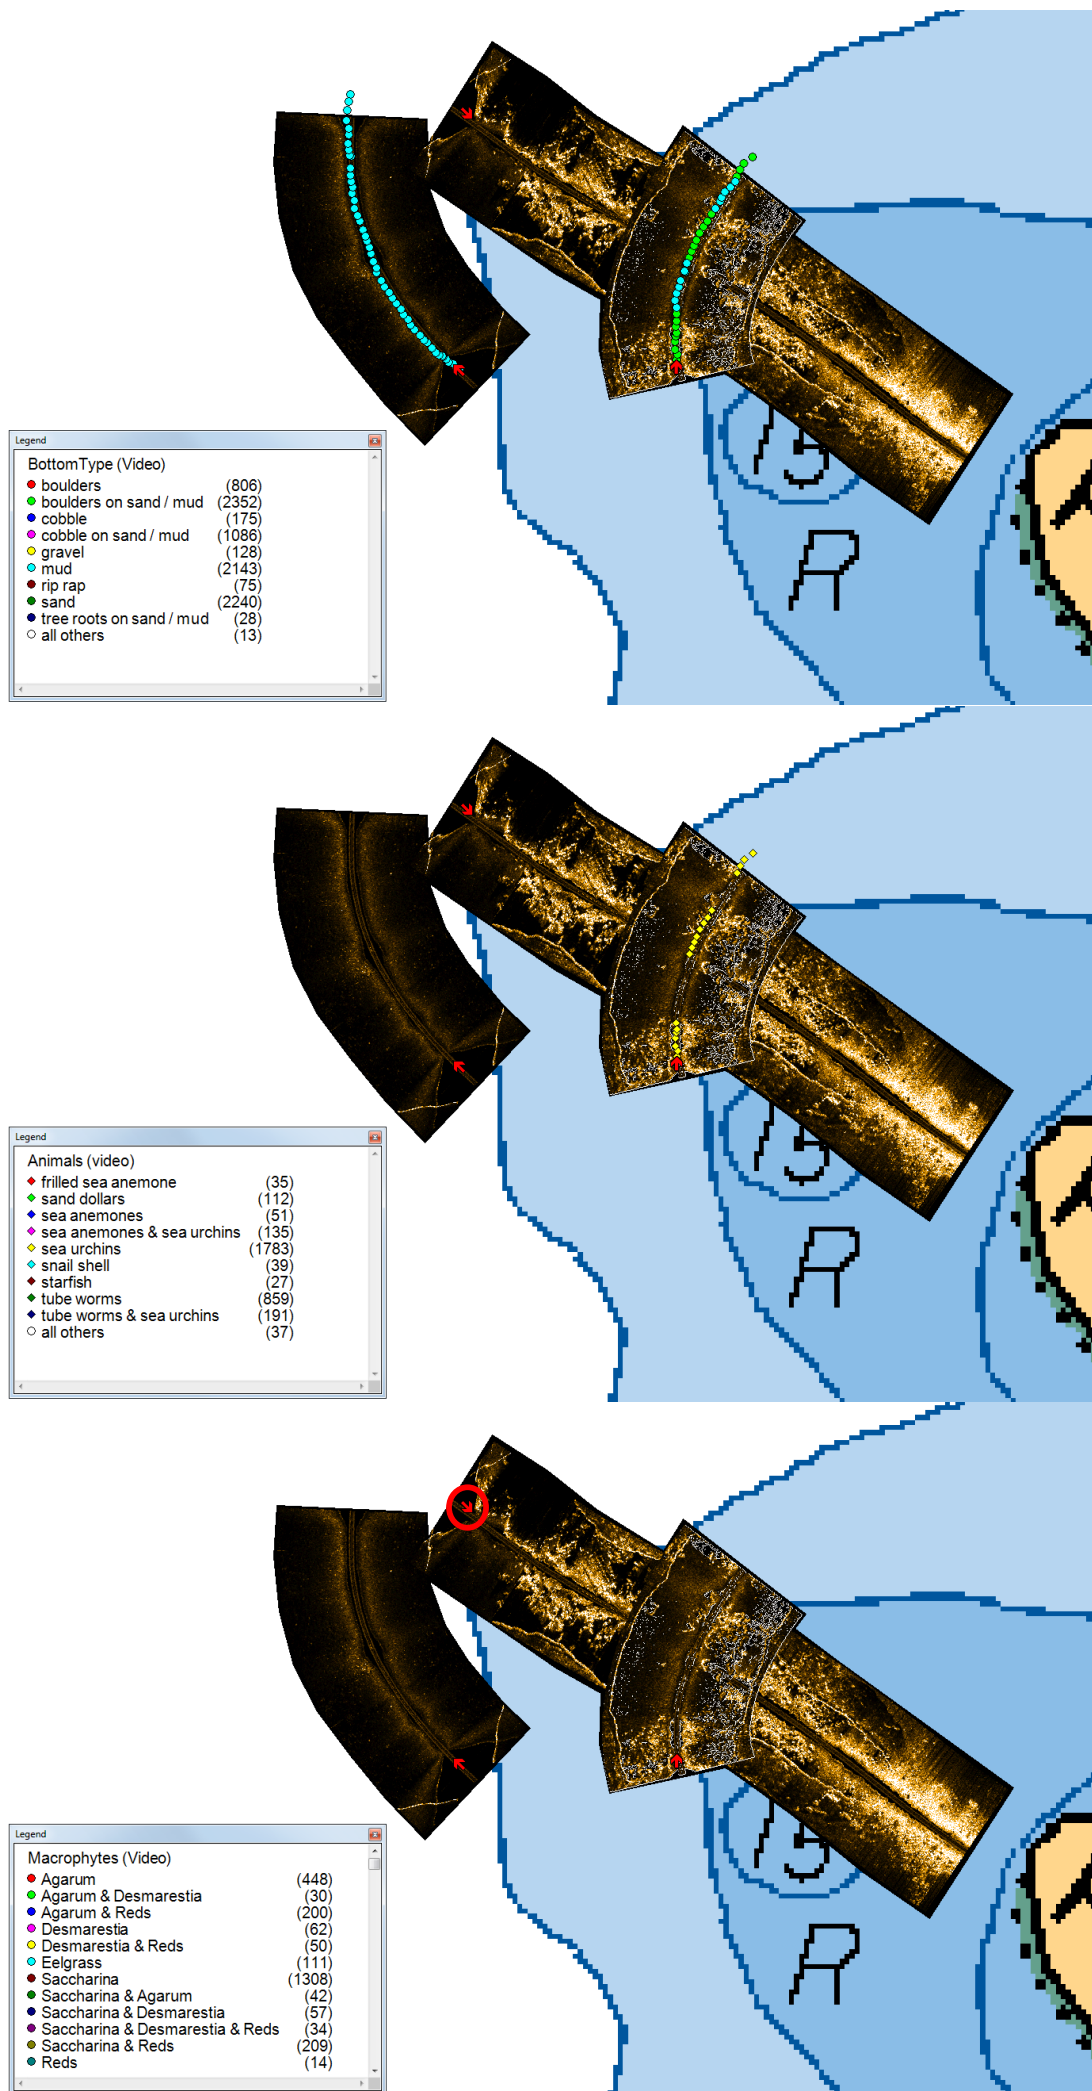 15
R
Legend
BottomType (Video)
boulders (806)
boulders on sand / mud (2352)
cobble (175)
cobble on sand / mud (1086)
gravel (128)
mud (2143)
rip rap (75)
sand (2240)
tree roots on sand / mud (28)
all others (13)
R
Legend
Animals (video)
frilled sea anemone (35)
sand dollars (112)
sea anemones (51)
sea anemones & sea urchins (135)
sea urchins (1783)
snail shell (39)
starfish (27)
tube worms (859)
tube worms & sea urchins (191)
all others (37)
R
Legend
Macrophytes (Video)
Agarum (448)
Agarum & Desmarestia (30)
Agarum & Reds (200)
Desmarestia (62)
Desmarestia & Reds (50)
Eelgrass (111)
Saccharina (1308)
Saccharina & Agarum (42)
Saccharina & Desmarestia (57)
Saccharina & Desmarestia & Reds (34)
Saccharina & Reds (209)
Reds (14)